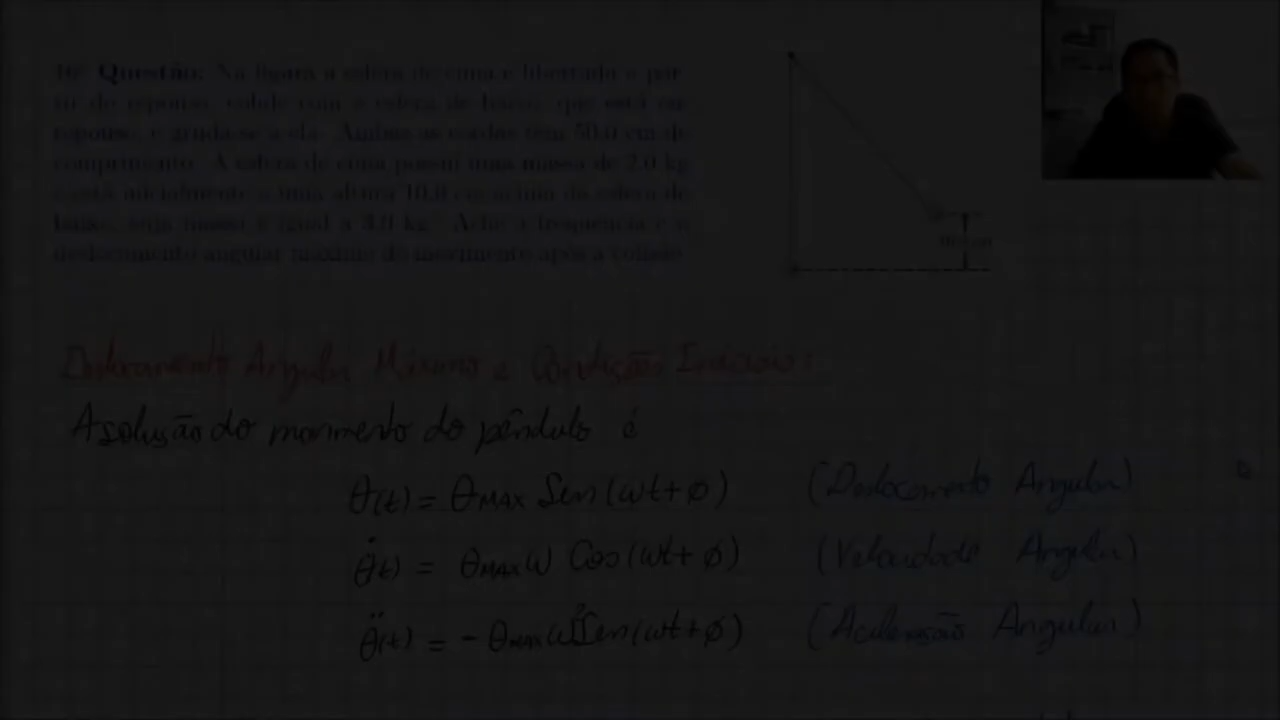 10ª Questão: Na figura a esfera de cima é libertada a par-
tir do repouso, colide com a esfera de baixo, que está em
repouso, e gruda-se a ela. Ambas as cordas têm 50.0 cm de
comprimento. A esfera de cima possui uma massa de 2.0 kg
e está inicialmente a uma altura 10.0 cm acima da esfera de
baixo, cuja massa é igual a 3.0 kg. Ache a frequência e o
deslocamento angular máximo do movimento após a colisão.
Deslocamento Angular Máximo e Condições Iniciais:
A solução do movimento do pêndulo é
θ(t) = θMAX Sen(ωt+φ) (Deslocamento Angular)
θ̇(t) = θMAX ω Cos(ωt+φ) (Velocidade Angular)
θ̈(t) = - θMAX ω² Sen(ωt+φ) (Aceleração Angular)